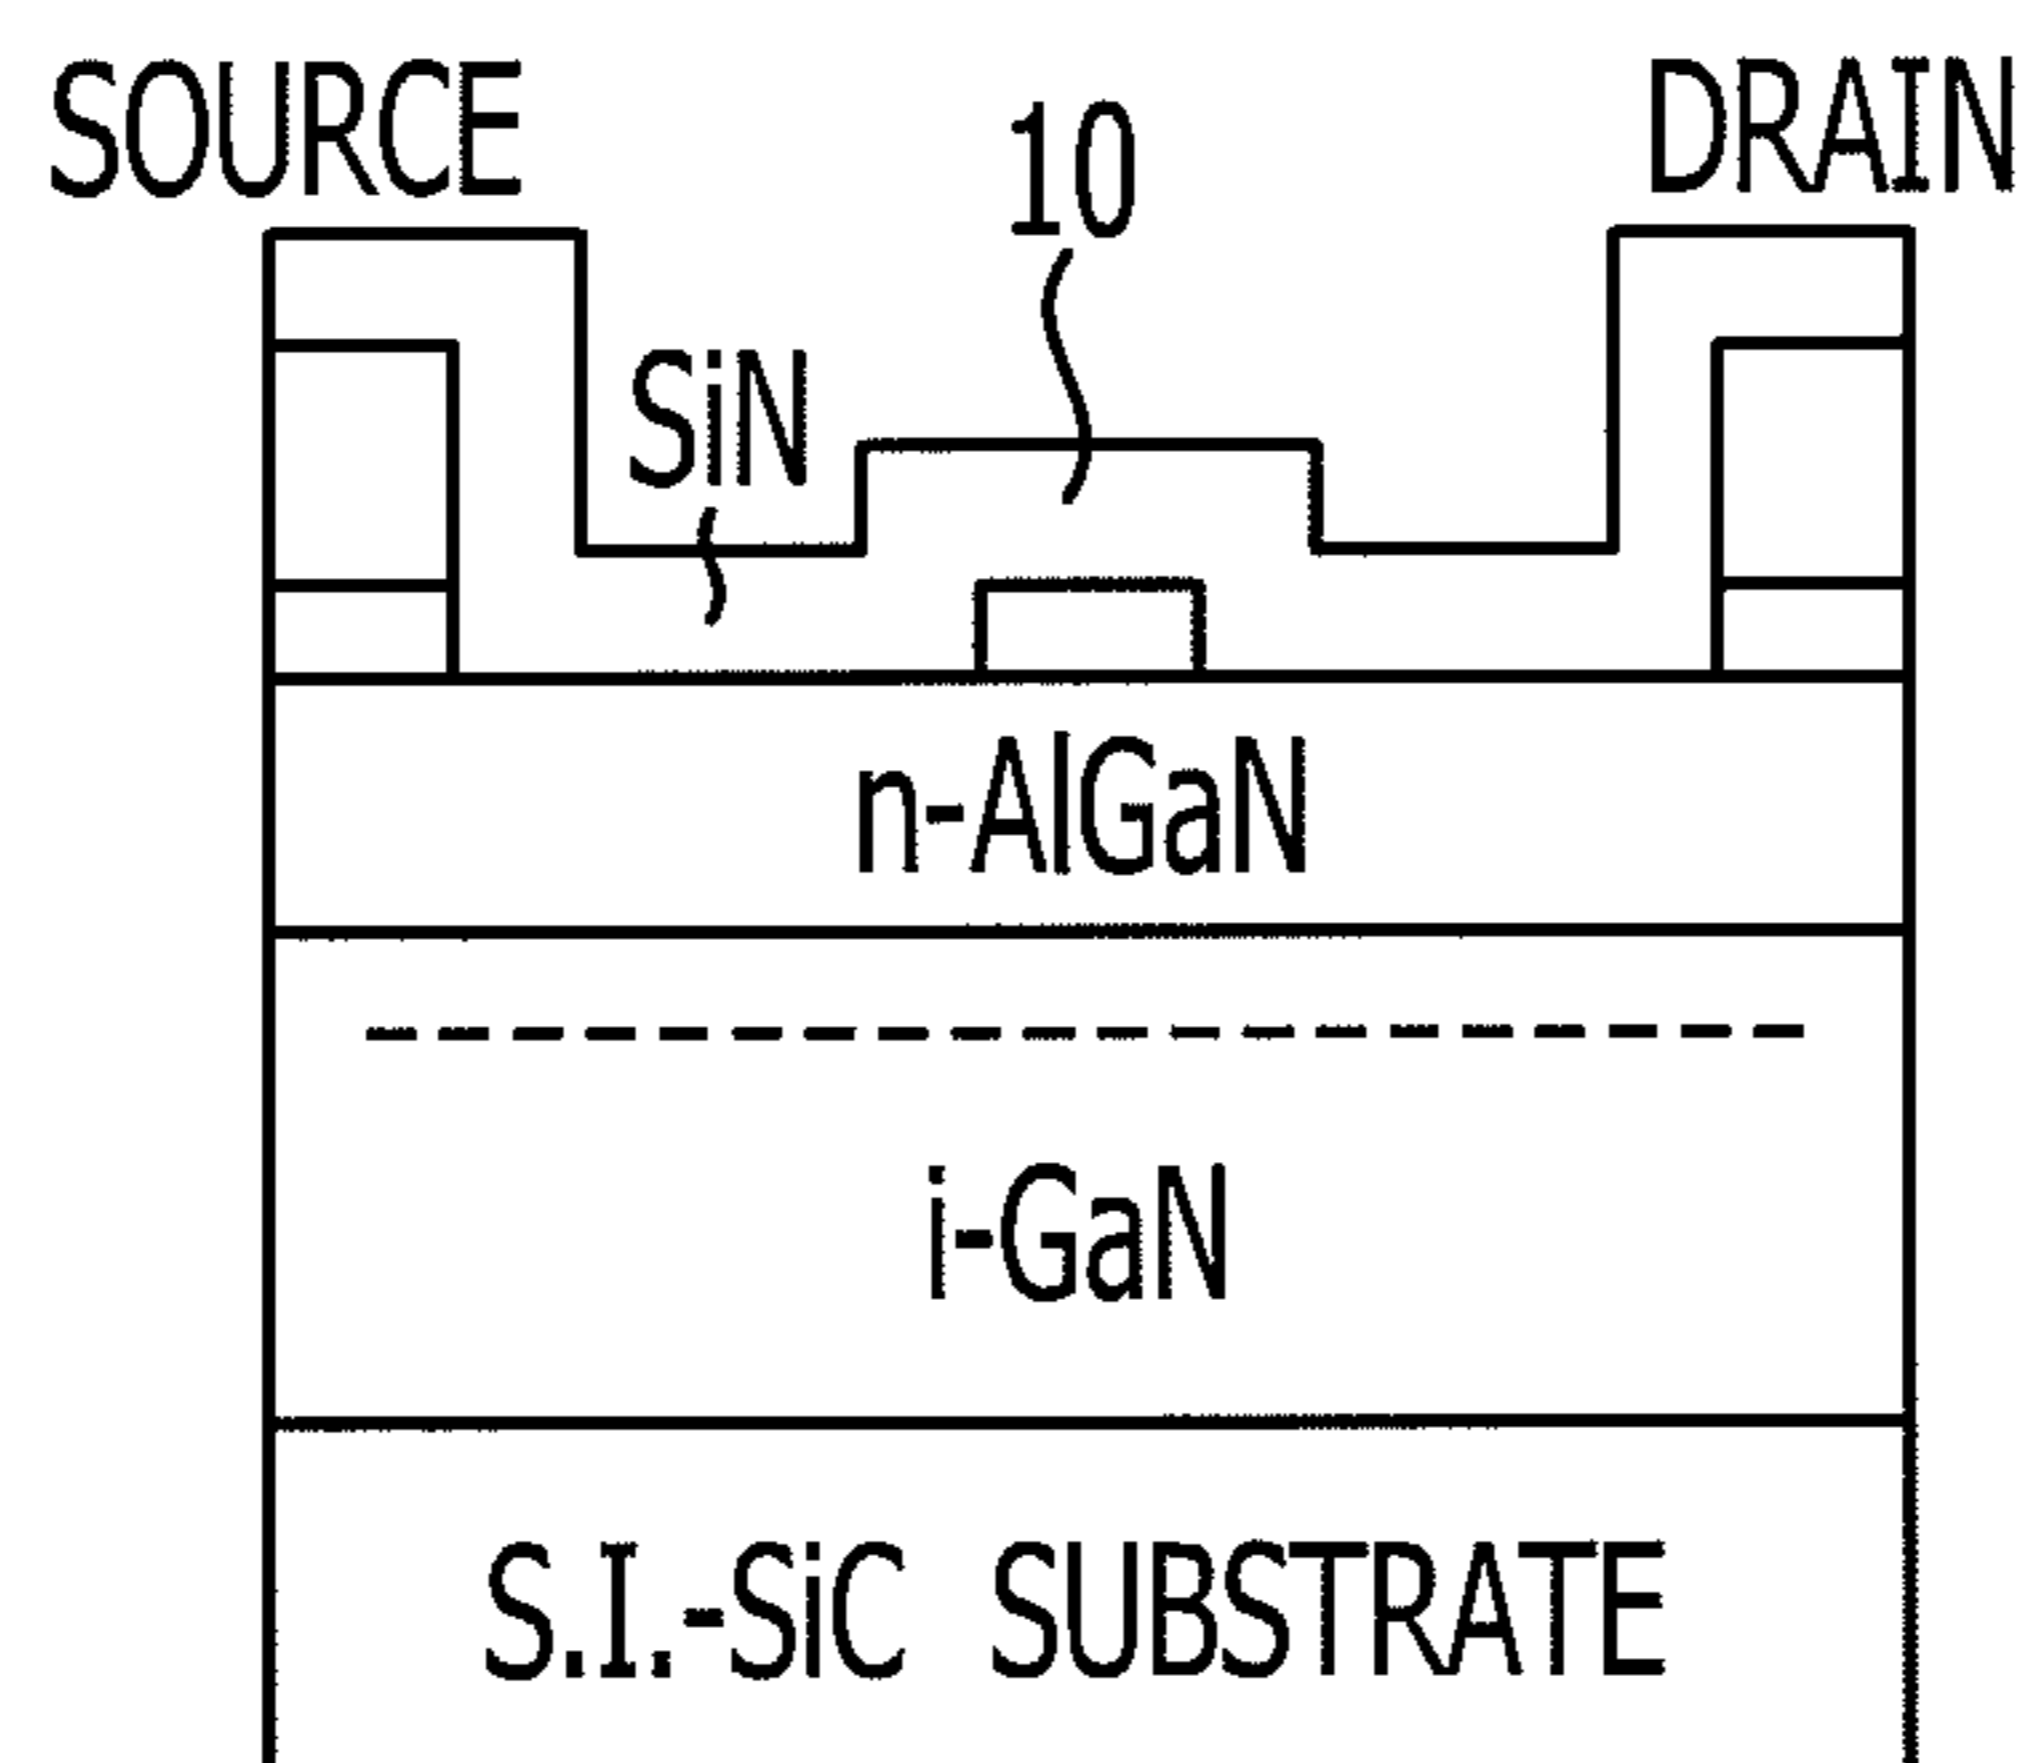 SOURCE
10
DRAIN
SiN
n-AlGaN
i-GaN
S.I.-SiC SUBSTRATE